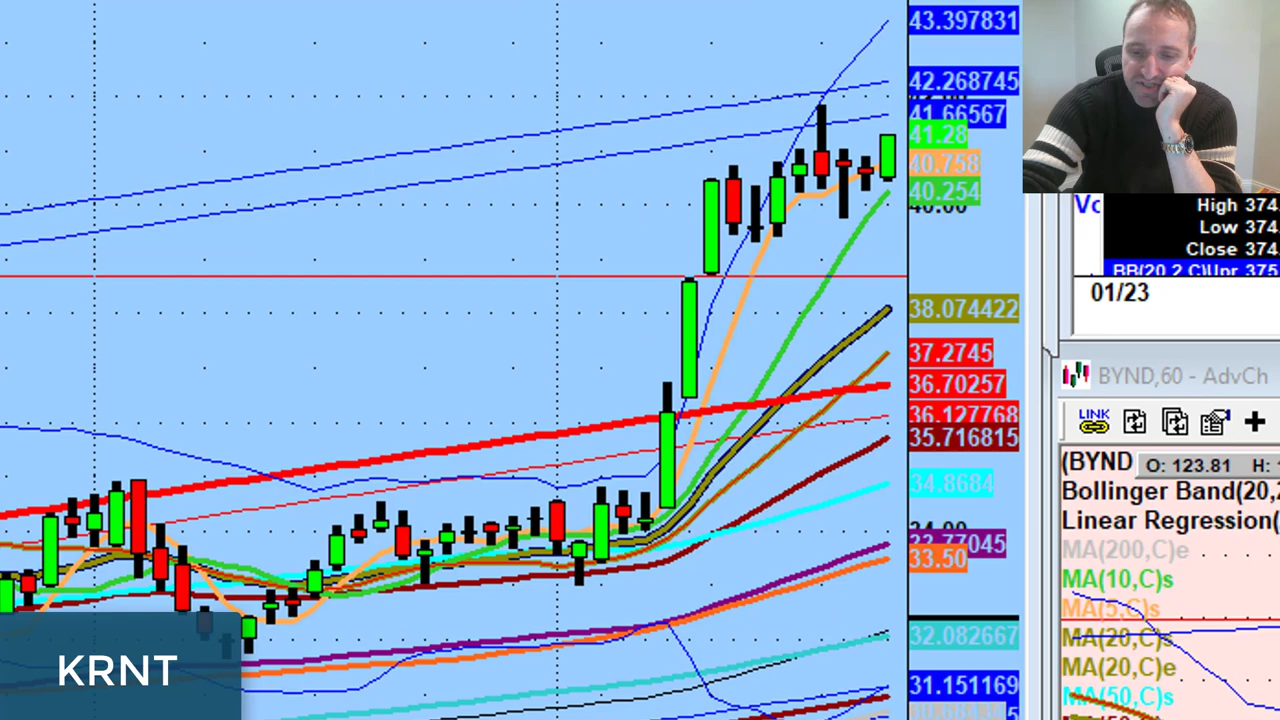 43.397831
42.268745
41.66567
41.28
40.758
40.254
40.00
38.074422
37.2745
36.70257
36.127768
35.716815
34.8684
34.00
33.50
32.082667
31.151169
KRNT
High 374.
Low 374.
Close 374.
BB(20,2,C)Upr 375
01/23
BYND,60 - AdvCh
LINK
(BYND O: 123.81 H:
Bollinger Band(20,2
Linear Regression(
MA(200,C)e
MA(10,C)s
MA(5,C)s
MA(20,C)s
MA(20,C)e
MA(50,C)s